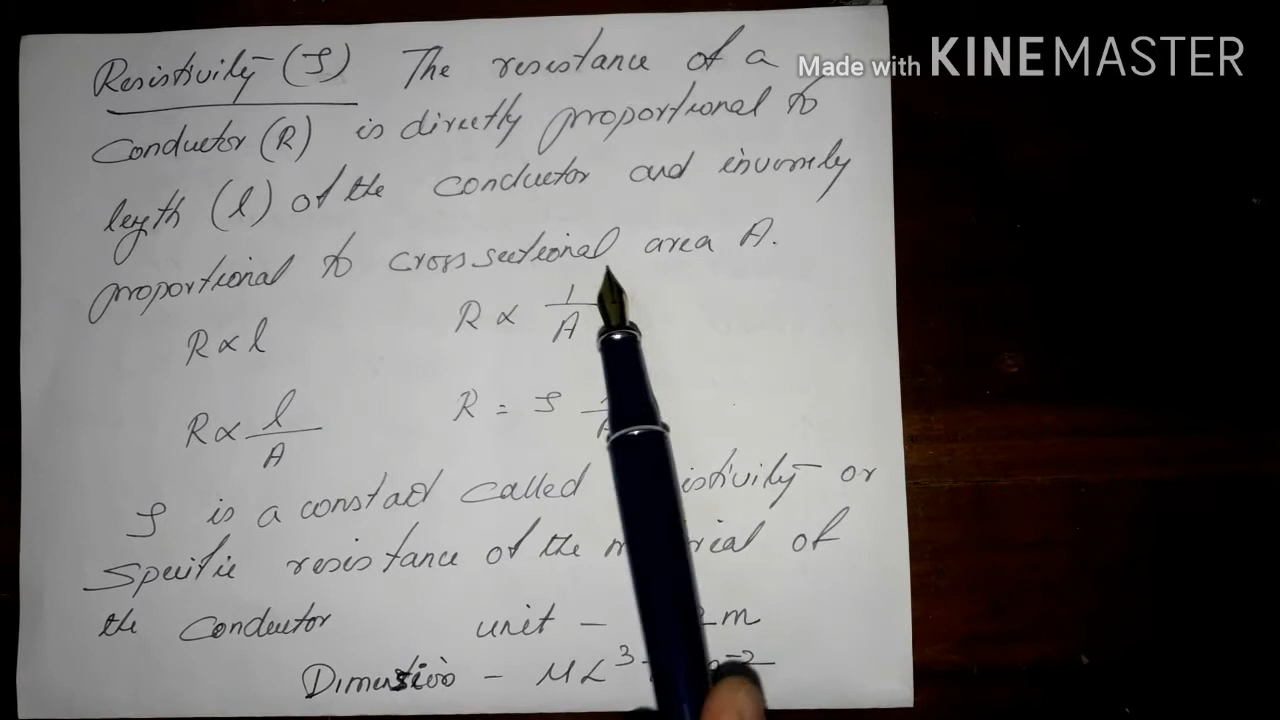 Resistivity (ρ) The resistance of a
Made with KINEMASTER
Conductor (R) is directly proportional to
length (l) of the conductor and inversely
proportional to cross sectional area A.
R ∝ l R ∝ 1/A
R ∝ l/A R = ρ
ρ is a constant called
specific resistance of the of
the Conductor unit – m
Dimension – ML³